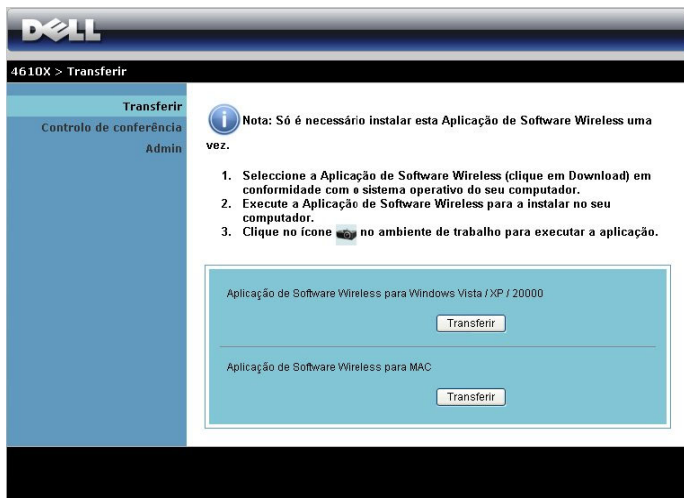 DELL
4610X > Transferir
Transferir
Controlo de conferência
Admin
Nota: Só é necessário instalar esta Aplicação de Software Wireless uma
vez.
1. Seleccione a Aplicação de Software Wireless (clique em Download) em
conformidade com o sistema operativo do seu computador.
2. Execute a Aplicação de Software Wireless para a instalar no seu
computador.
3. Clique no ícone no ambiente de trabalho para executar a aplicação.
Aplicação de Software Wireless para Windows Vista / XP / 20000
Transferir
Aplicação de Software Wireless para MAC
Transferir